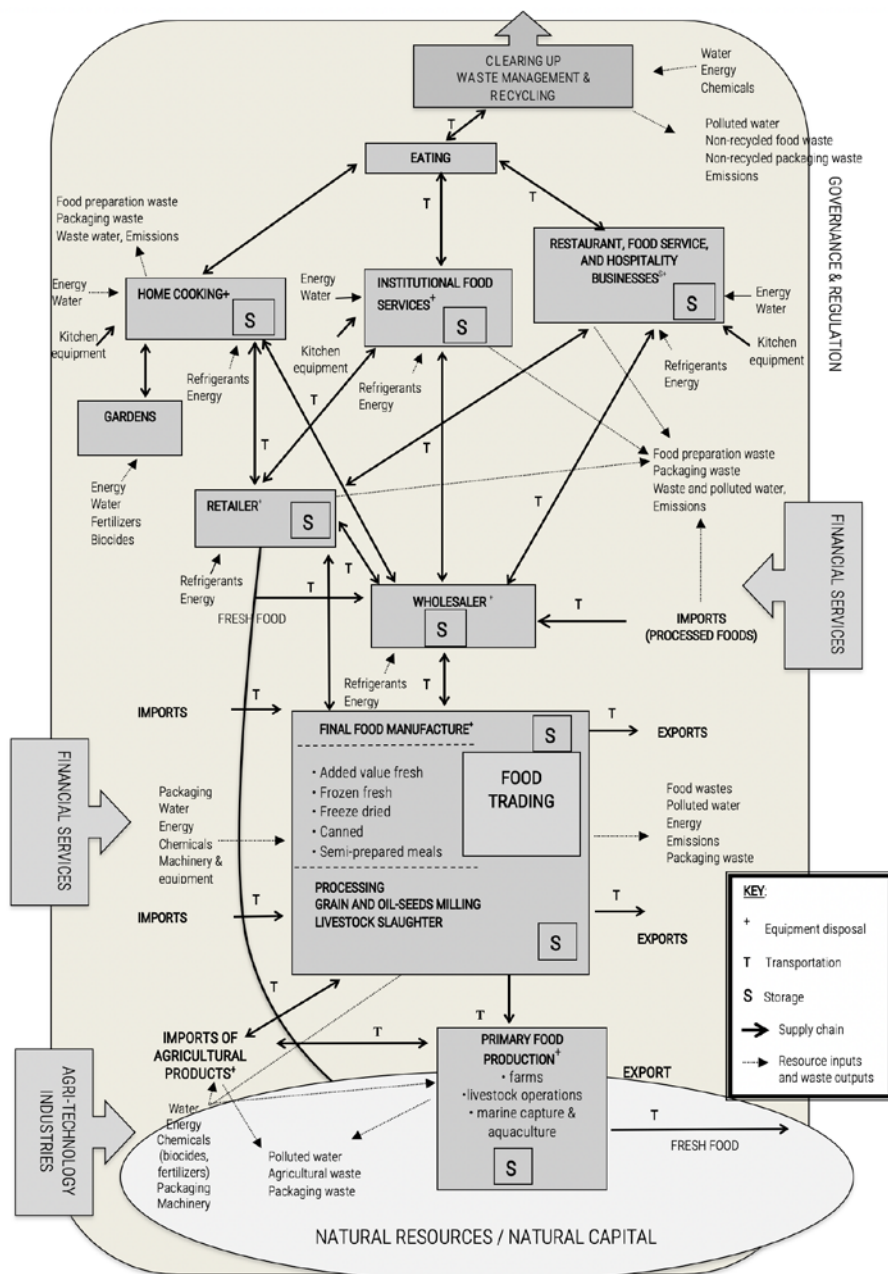 CLEARING UP
WASTE MANAGEMENT &
RECYCLING
Water
Energy
Chemicals
T
Polluted water
Non-recycled food waste
Non-recycled packaging waste
Emissions
EATING
GOVERNANCE & REGULATION
T
T
Food preparation waste
Packaging waste
Waste water, Emissions
RESTAURANT, FOOD SERVICE,
AND HOSPITALITY
BUSINESSES⁺
S
Energy
Water
HOME COOKING+
S
Energy
Water
INSTITUTIONAL FOOD
SERVICES⁺
S
Energy
Water
Kitchen
equipment
Kitchen
equipment
Kitchen
equipment
Refrigerants
Energy
Refrigerants
Energy
Refrigerants
Energy
T
GARDENS
T
T
Energy
Water
Fertilizers
Biocides
Food preparation waste
Packaging waste
Waste and polluted water,
Emissions
RETAILER⁺
S
T
FINANCIAL SERVICES
Refrigerants
Energy
T
T
FRESH FOOD
WHOLESALER ⁺
S
T
IMPORTS
(PROCESSED FOODS)
Refrigerants
Energy
T
IMPORTS
T
FINAL FOOD MANUFACTURE⁺
S
T
EXPORTS
FINANCIAL SERVICES
• Added value fresh
• Frozen fresh
• Freeze dried
• Canned
• Semi-prepared meals
FOOD
TRADING
Packaging
Water
Energy
Chemicals
Machinery &
equipment
Food wastes
Polluted water
Energy
Emissions
Packaging waste
PROCESSING
GRAIN AND OIL-SEEDS MILLING
LIVESTOCK SLAUGHTER
S
IMPORTS
T
T
EXPORTS
KEY:
⁺ Equipment disposal
T Transportation
S Storage
Supply chain
Resource inputs
and waste outputs
T
T
IMPORTS OF
AGRICULTURAL
PRODUCTS⁺
T
PRIMARY FOOD
PRODUCTION⁺
• farms
•livestock operations
• marine capture &
aquaculture
S
EXPORT
T
FRESH FOOD
AGRI-TECHNOLOGY
INDUSTRIES
Water
Energy
Chemicals
(biocides,
fertilizers)
Packaging
Machinery
Polluted water
Agricultural waste
Packaging waste
NATURAL RESOURCES / NATURAL CAPITAL